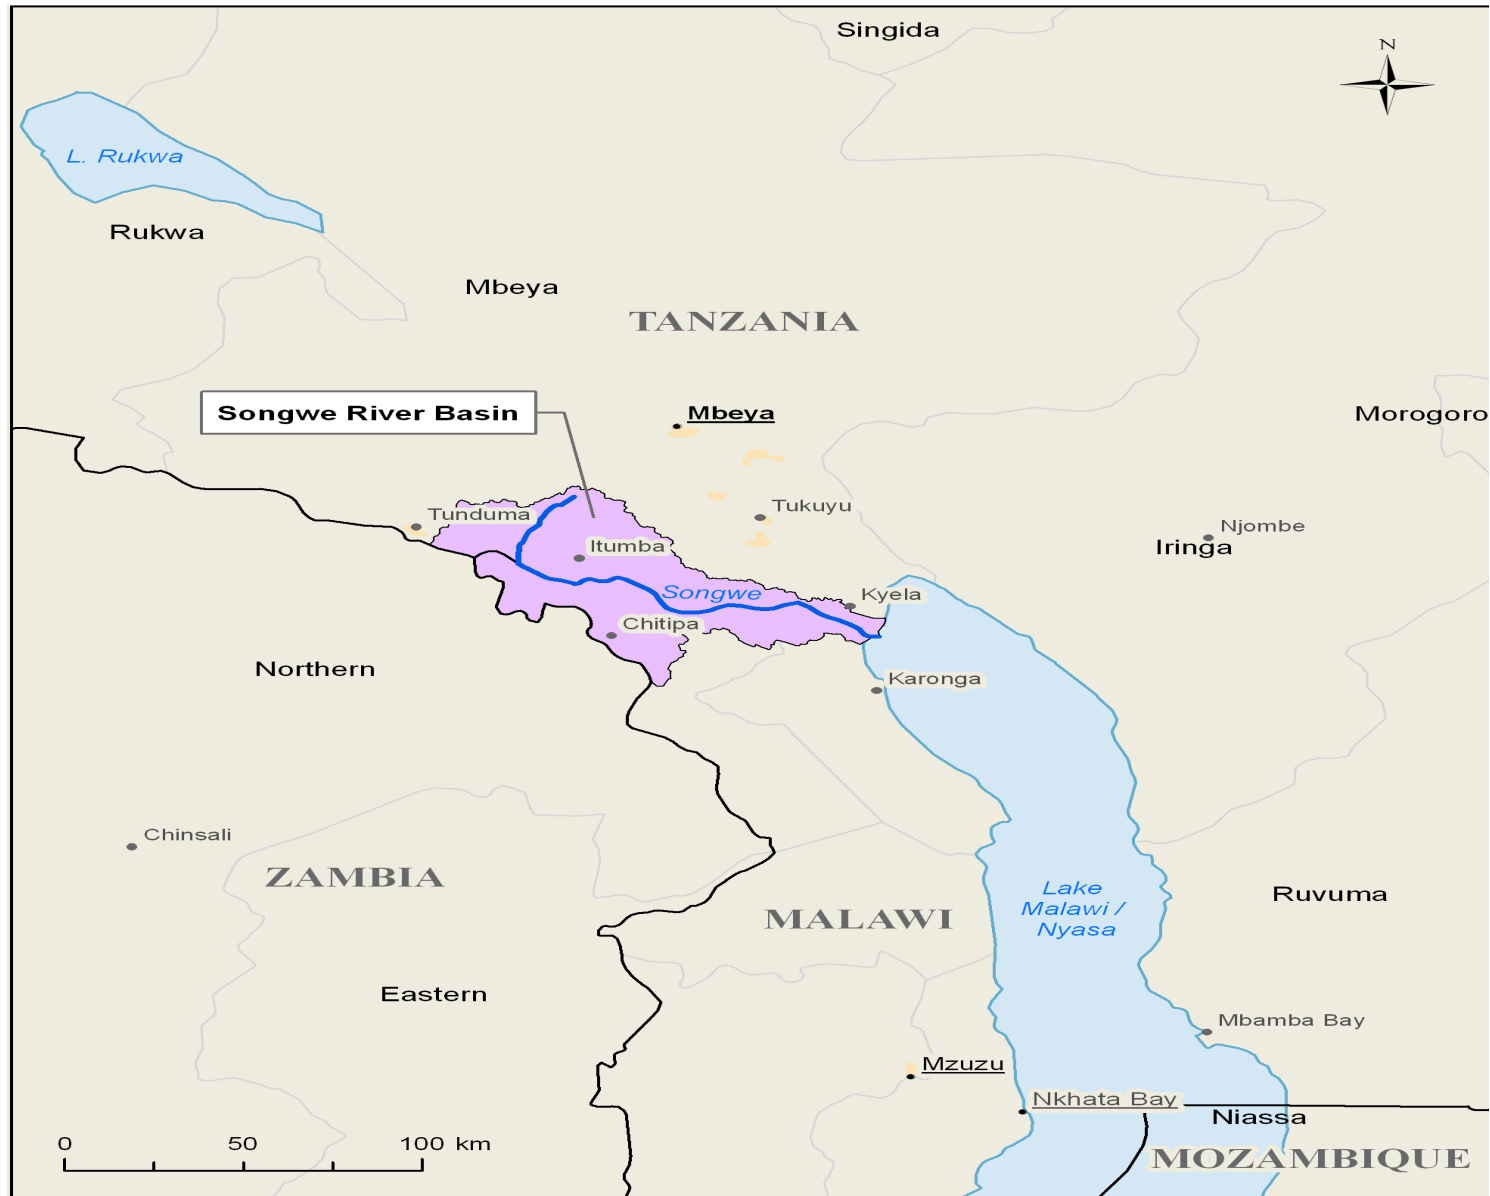 Singida
N
L. Rukwa
Rukwa
Mbeya
TANZANIA
Songwe River Basin
Mbeya
Morogoro
Tunduma
Tukuyu
Njombe
Iringa
Itumba
Songwe
Kyela
Chitipa
Northern
Karonga
Chinsali
ZAMBIA
Lake
Malawi /
Nyasa
Ruvuma
MALAWI
Eastern
Mbamba Bay
Mzuzu
Nkhata Bay
Niassa
MOZAMBIQUE
0 50 100 km